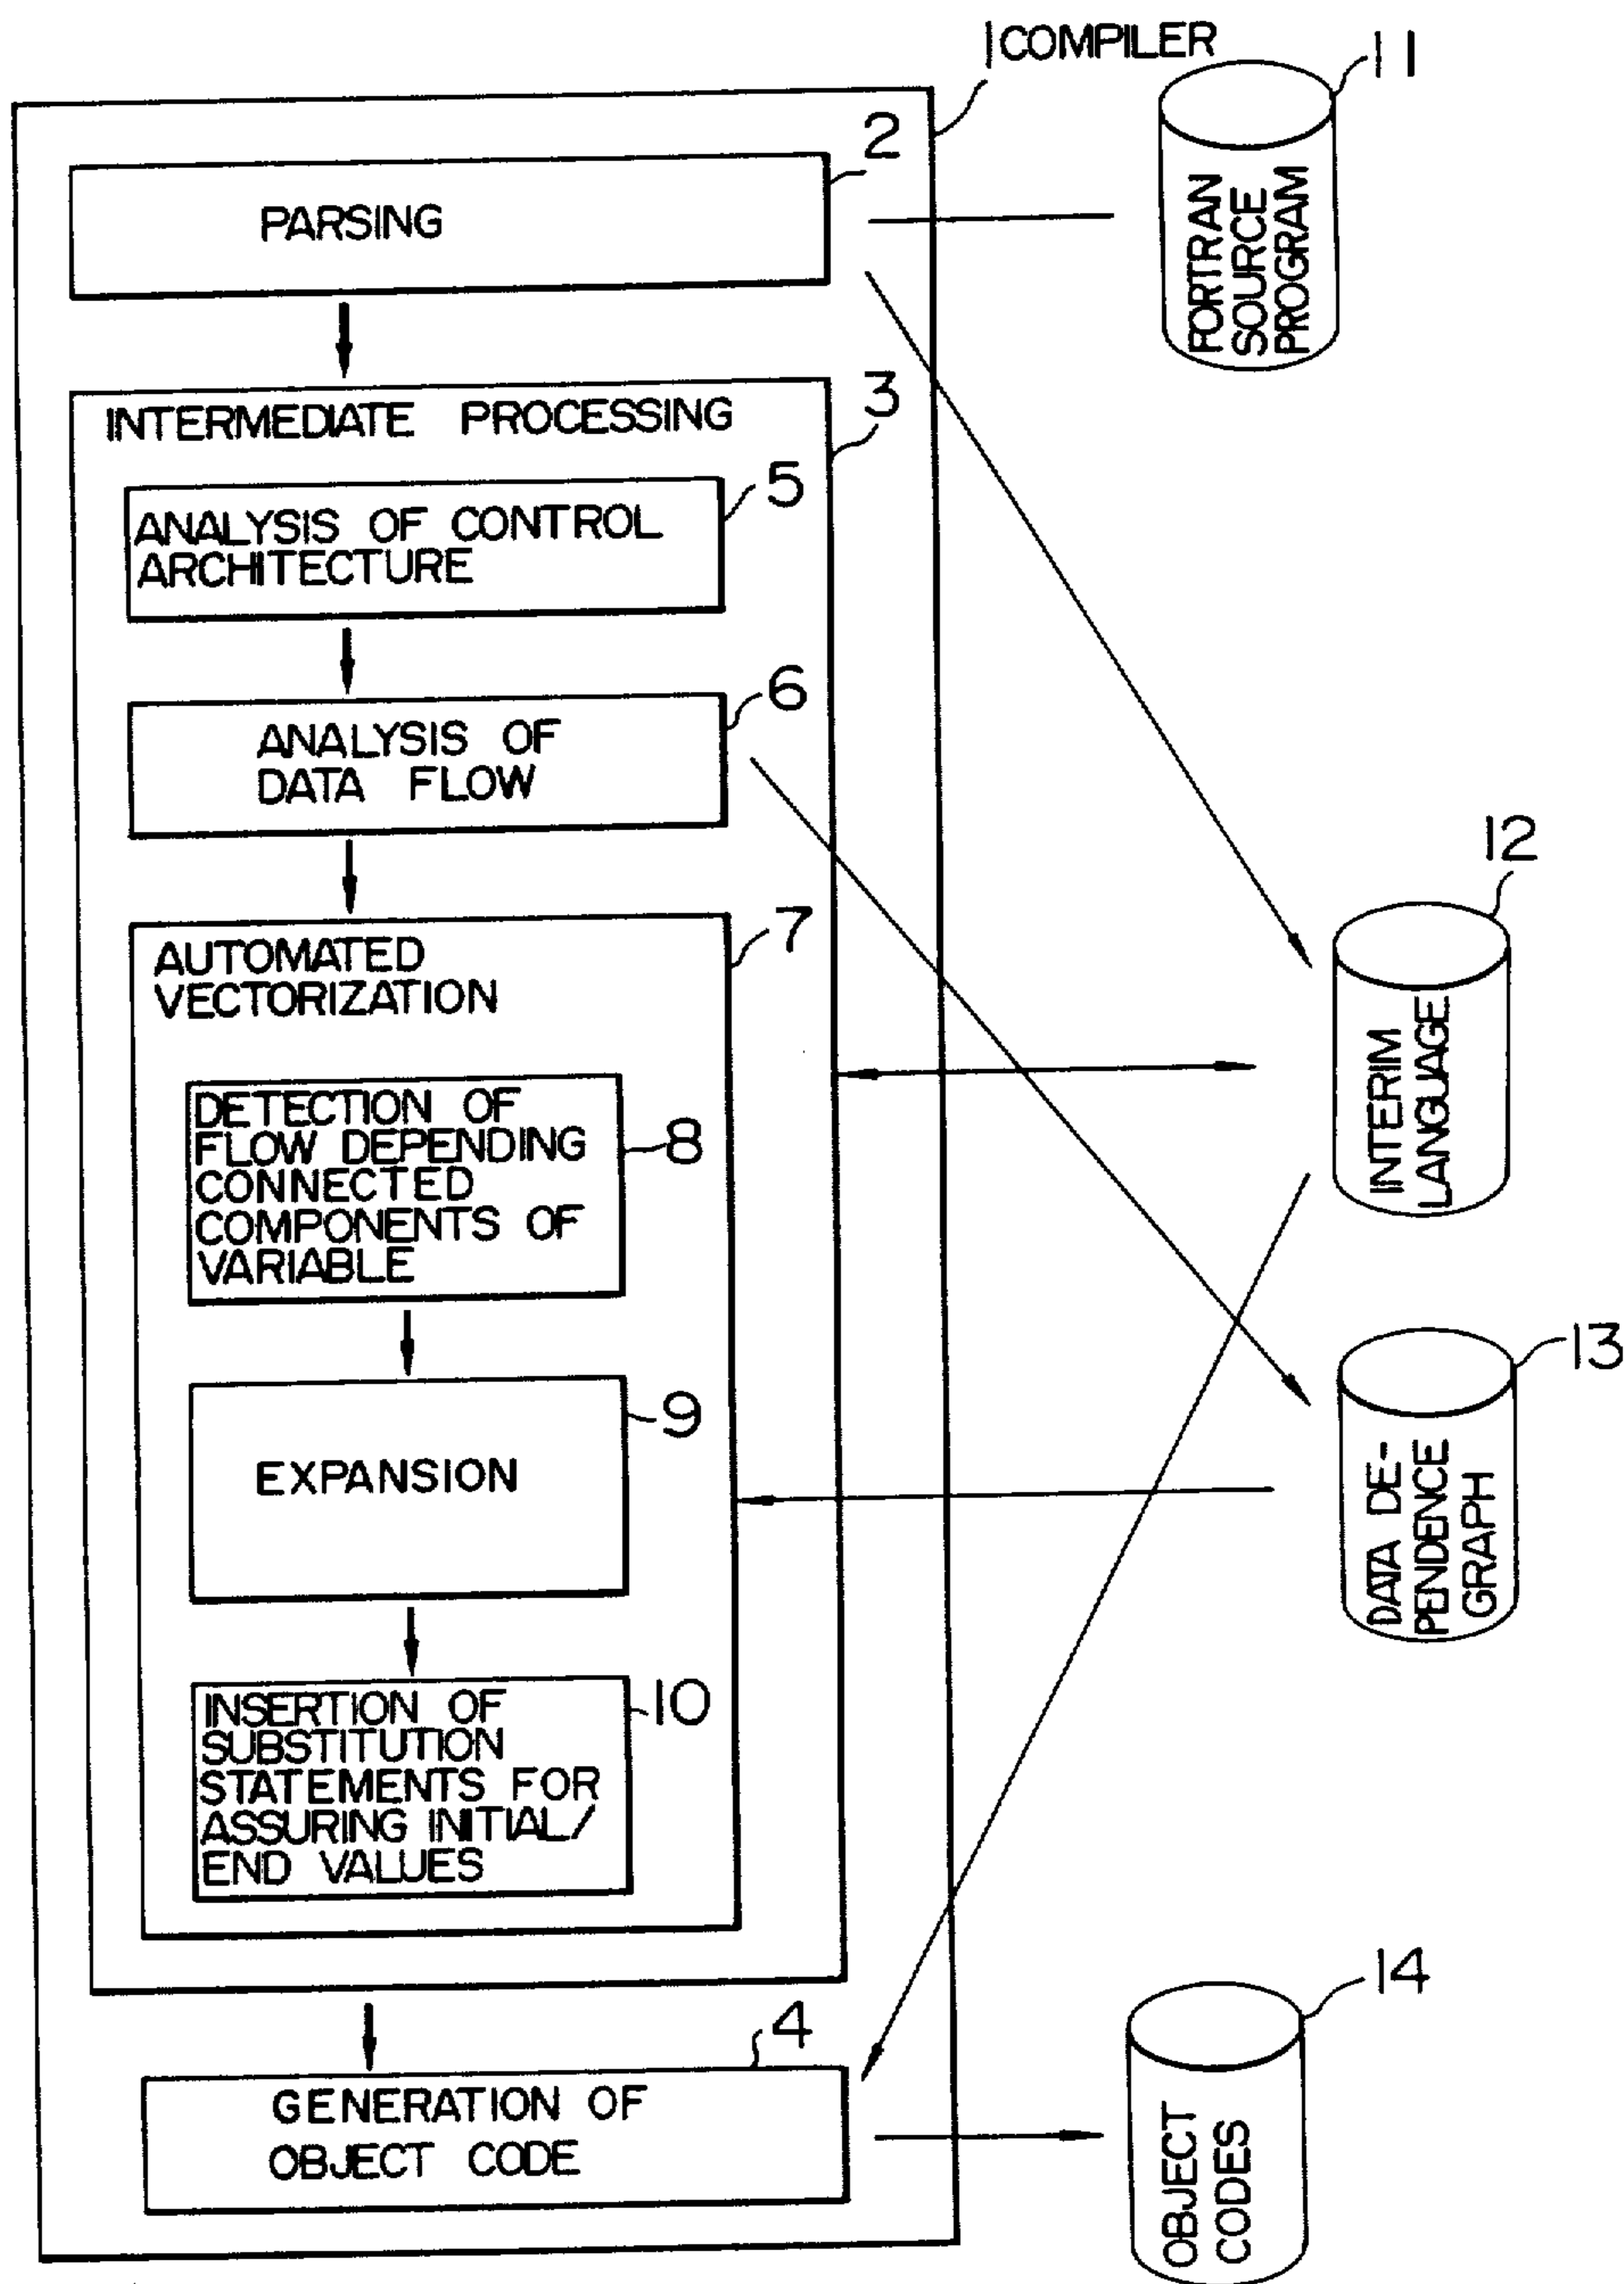 1 COMPILER
11
2
PARSING
FORTRAN
SOURCE
PROGRAM
3
INTERMEDIATE PROCESSING
5
ANALYSIS OF CONTROL
ARCHITECTURE
6
ANALYSIS OF
DATA FLOW
12
7
AUTOMATED
VECTORIZATION
INTERIM
LANGUAGE
DETECTION OF
FLOW DEPENDING
CONNECTED
COMPONENTS OF
VARIABLE
8
13
9
EXPANSION
DATA DE-
PENDENCE
GRAPH
10
INSERTION OF
SUBSTITUTION
STATEMENTS FOR
ASSURING INITIAL/
END VALUES
14
4
GENERATION OF
OBJECT CODE
OBJECT
CODES